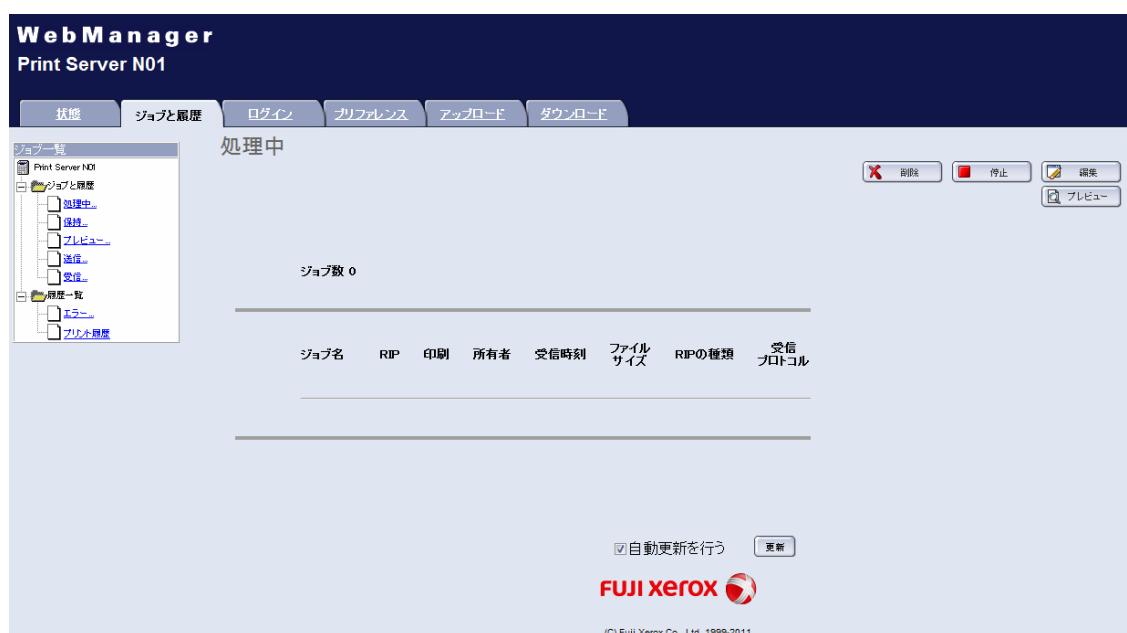 WebManager
Print Server N01
状態 ジョブと履歴 ログイン プリファレンス アップロード ダウンロード
ジョブ一覧
Print Server N01
ジョブと履歴
処理中...
保持...
プレビュー...
送信...
受信...
履歴一覧
エラー...
プリント履歴
処理中
削除 停止 編集
プレビュー
ジョブ数 0
ジョブ名 RIP 印刷 所有者 受信時刻 ファイル
サイズ RIPの種類 受信
プロトコル
自動更新を行う 更新
FUJI xerox
(C) Fuji Xerox Co., Ltd. 1999-2011